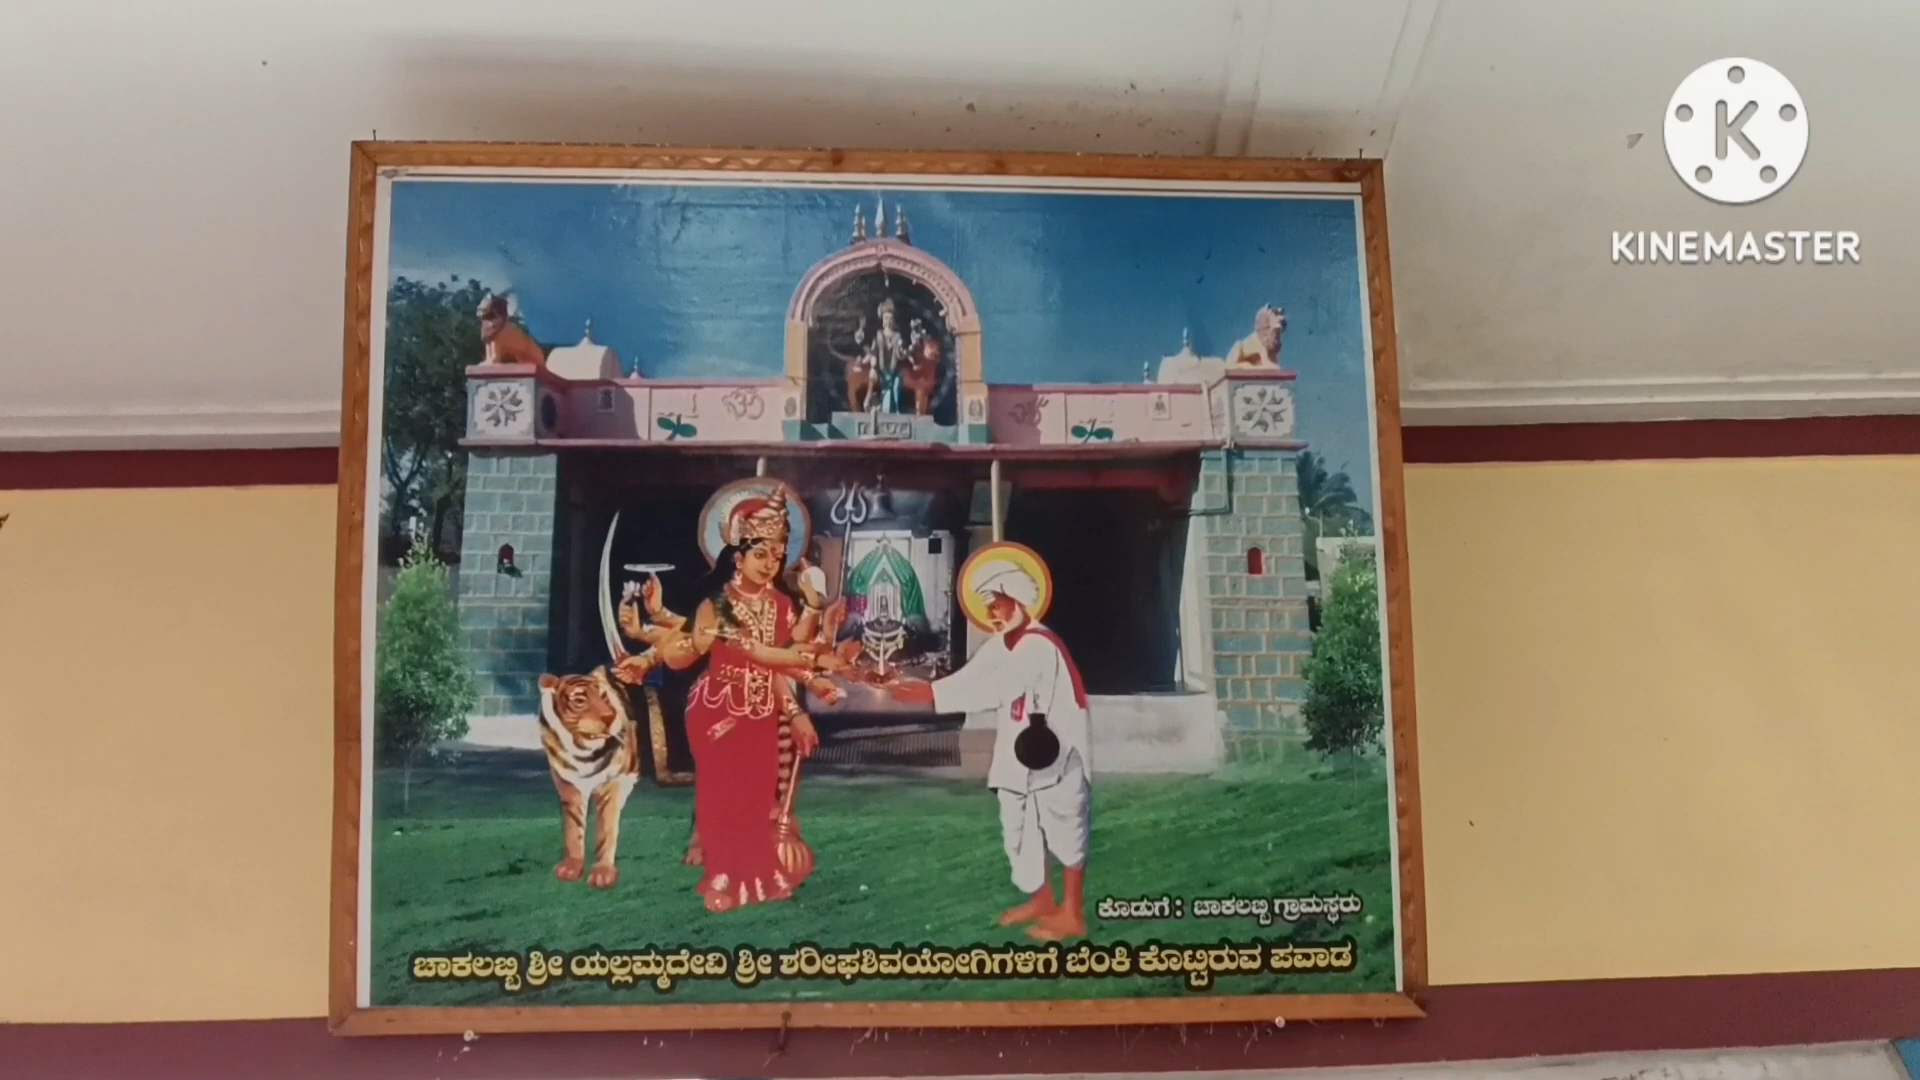 KINEMASTER
ಕೊಡುಗೆ : ಚಾಕಲಬ್ಬಿ ಗ್ರಾಮಸ್ಥರು
ಚಾಕಲಬ್ಬಿ ಶ್ರೀ ಯಲ್ಲಮ್ಮದೇವಿ ಶ್ರೀ ಶರೀಫಶಿವಯೋಗಿಗಳಿಗೆ ಬೆಂಕಿ ಕೊಟ್ಟಿರುವ ಪವಾಡ